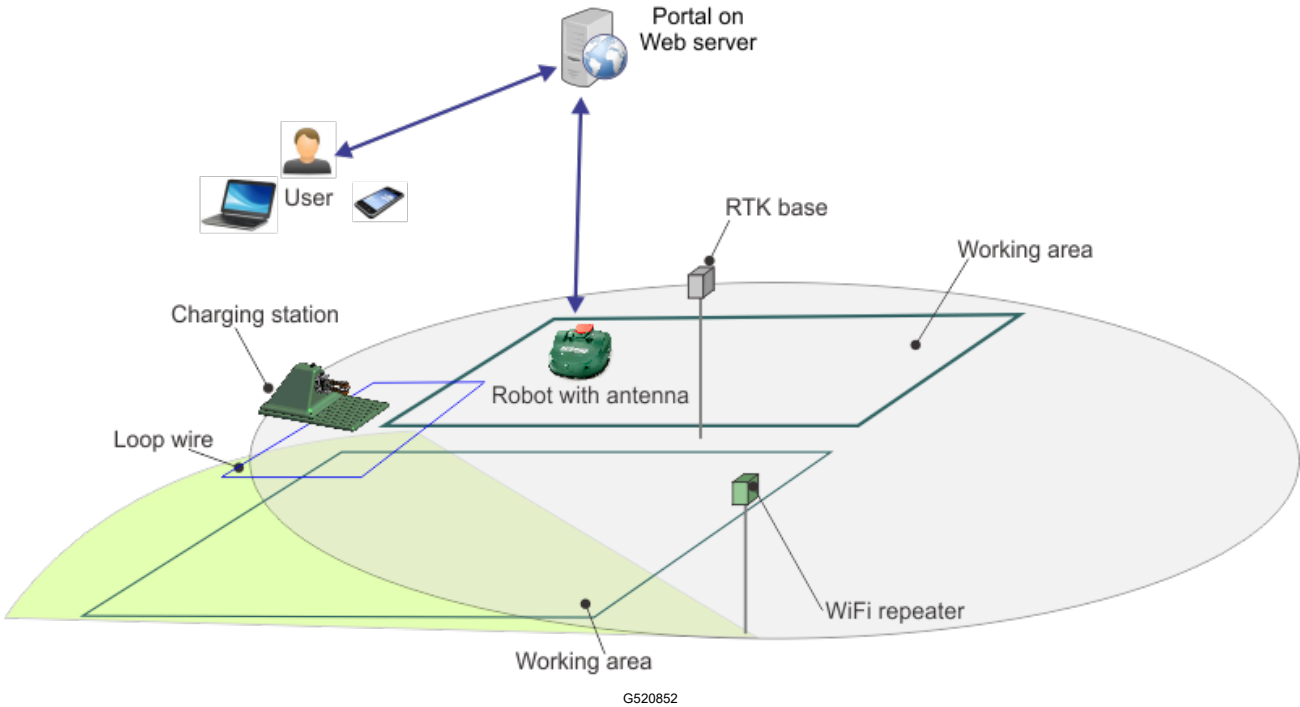 Portal on
Web server
User
RTK base
Working area
Charging station
Robot with antenna
Loop wire
WiFi repeater
Working area
G520852